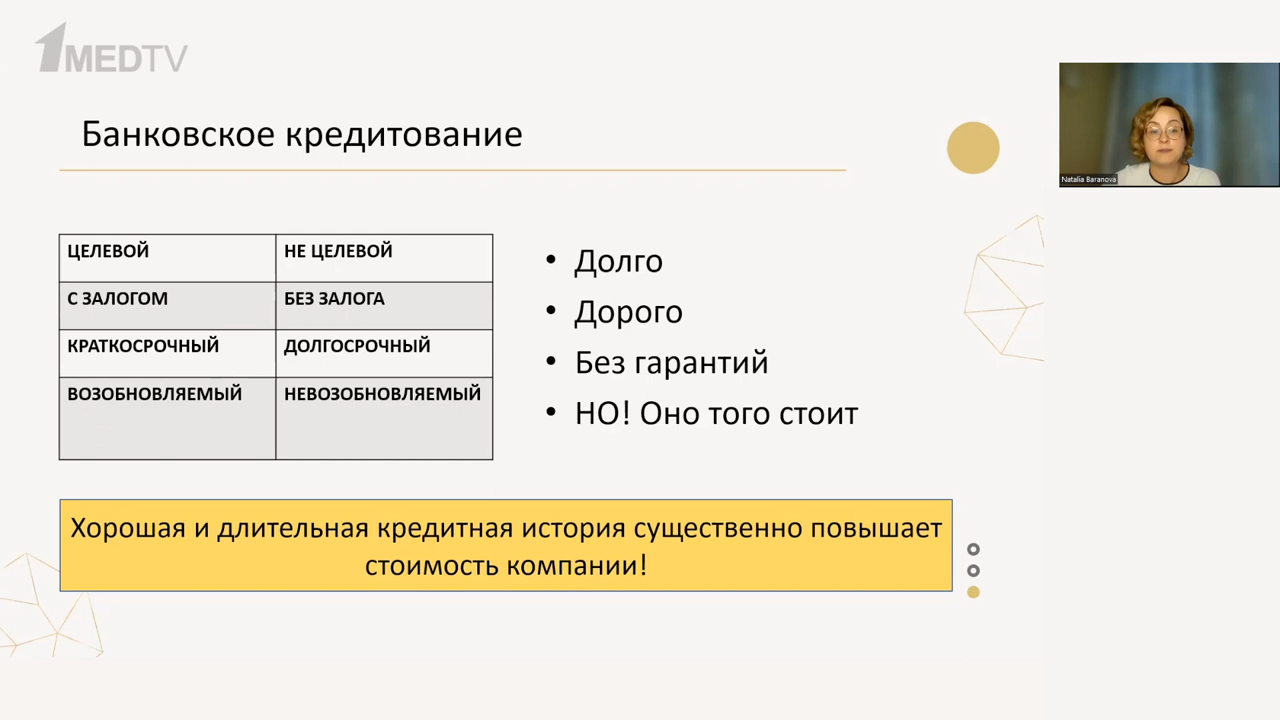 1MEDTV
Банковское кредитование
Natalia Baranova
ЦЕЛЕВОЙ НЕ ЦЕЛЕВОЙ
С ЗАЛОГОМ БЕЗ ЗАЛОГА
КРАТКОСРОЧНЫЙ ДОЛГОСРОЧНЫЙ
ВОЗОБНОВЛЯЕМЫЙ НЕВОЗОБНОВЛЯЕМЫЙ
• Долго
• Дорого
• Без гарантий
• НО! Оно того стоит
Хорошая и длительная кредитная история существенно повышает
стоимость компании!